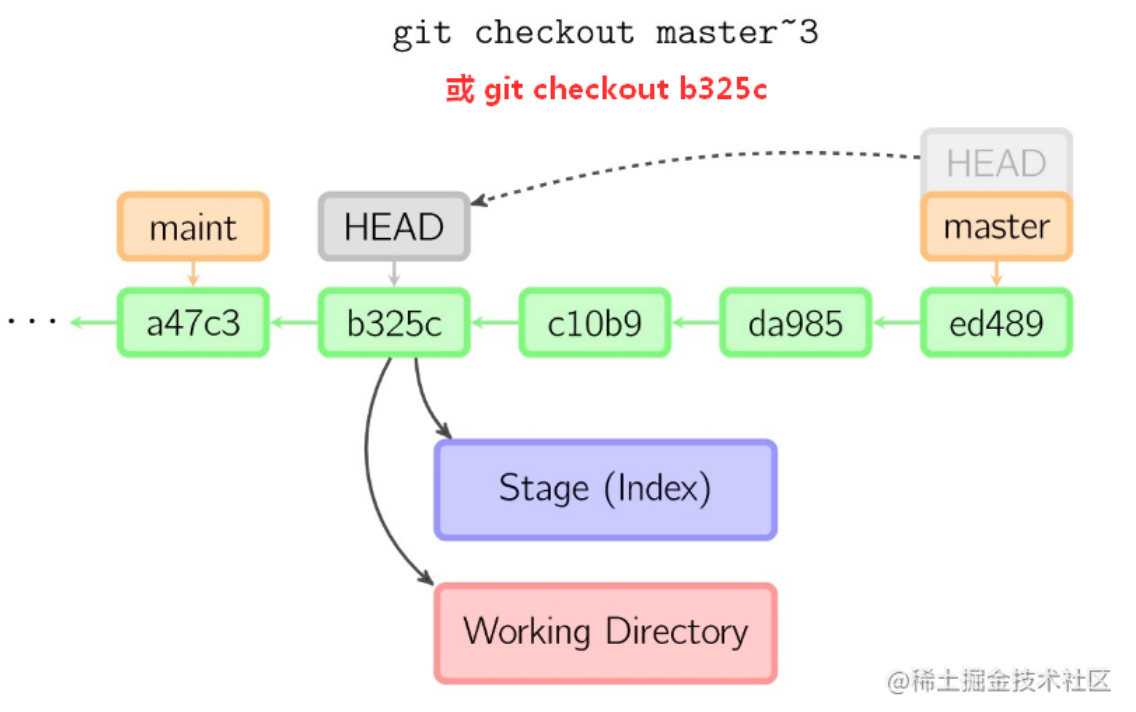 git checkout master~3
或 git checkout b325c
HEAD
maint
HEAD
master
...
a47c3
b325c
c10b9
da985
ed489
Stage (Index)
Working Directory
@稀土掘金技术社区